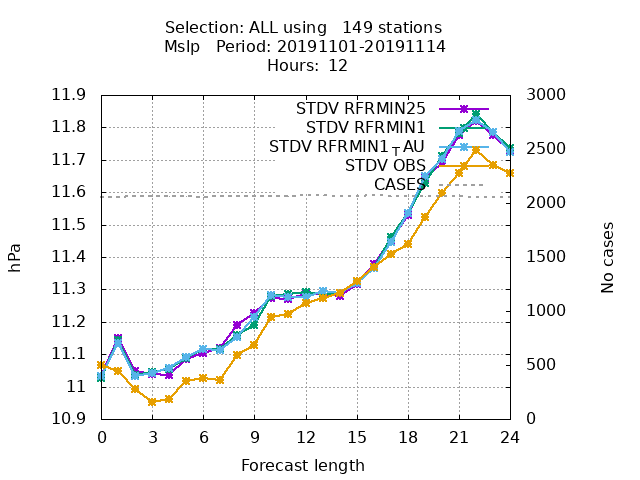 Selection: ALL using   149 stations
Mslp   Period: 20191101-20191114
Hours: 12
11.9
11.8
11.7
11.6
11.5
11.4
11.3
11.2
11.1
11
10.9
hPa
STDV RFRMIN25
STDV RFRMIN1
STDV RFRMIN1┬AU
STDV OBS
CASES
3000
2500
2000
1500
1000
500
0
No cases
0 3 6 9 12 15 18 21 24
Forecast length